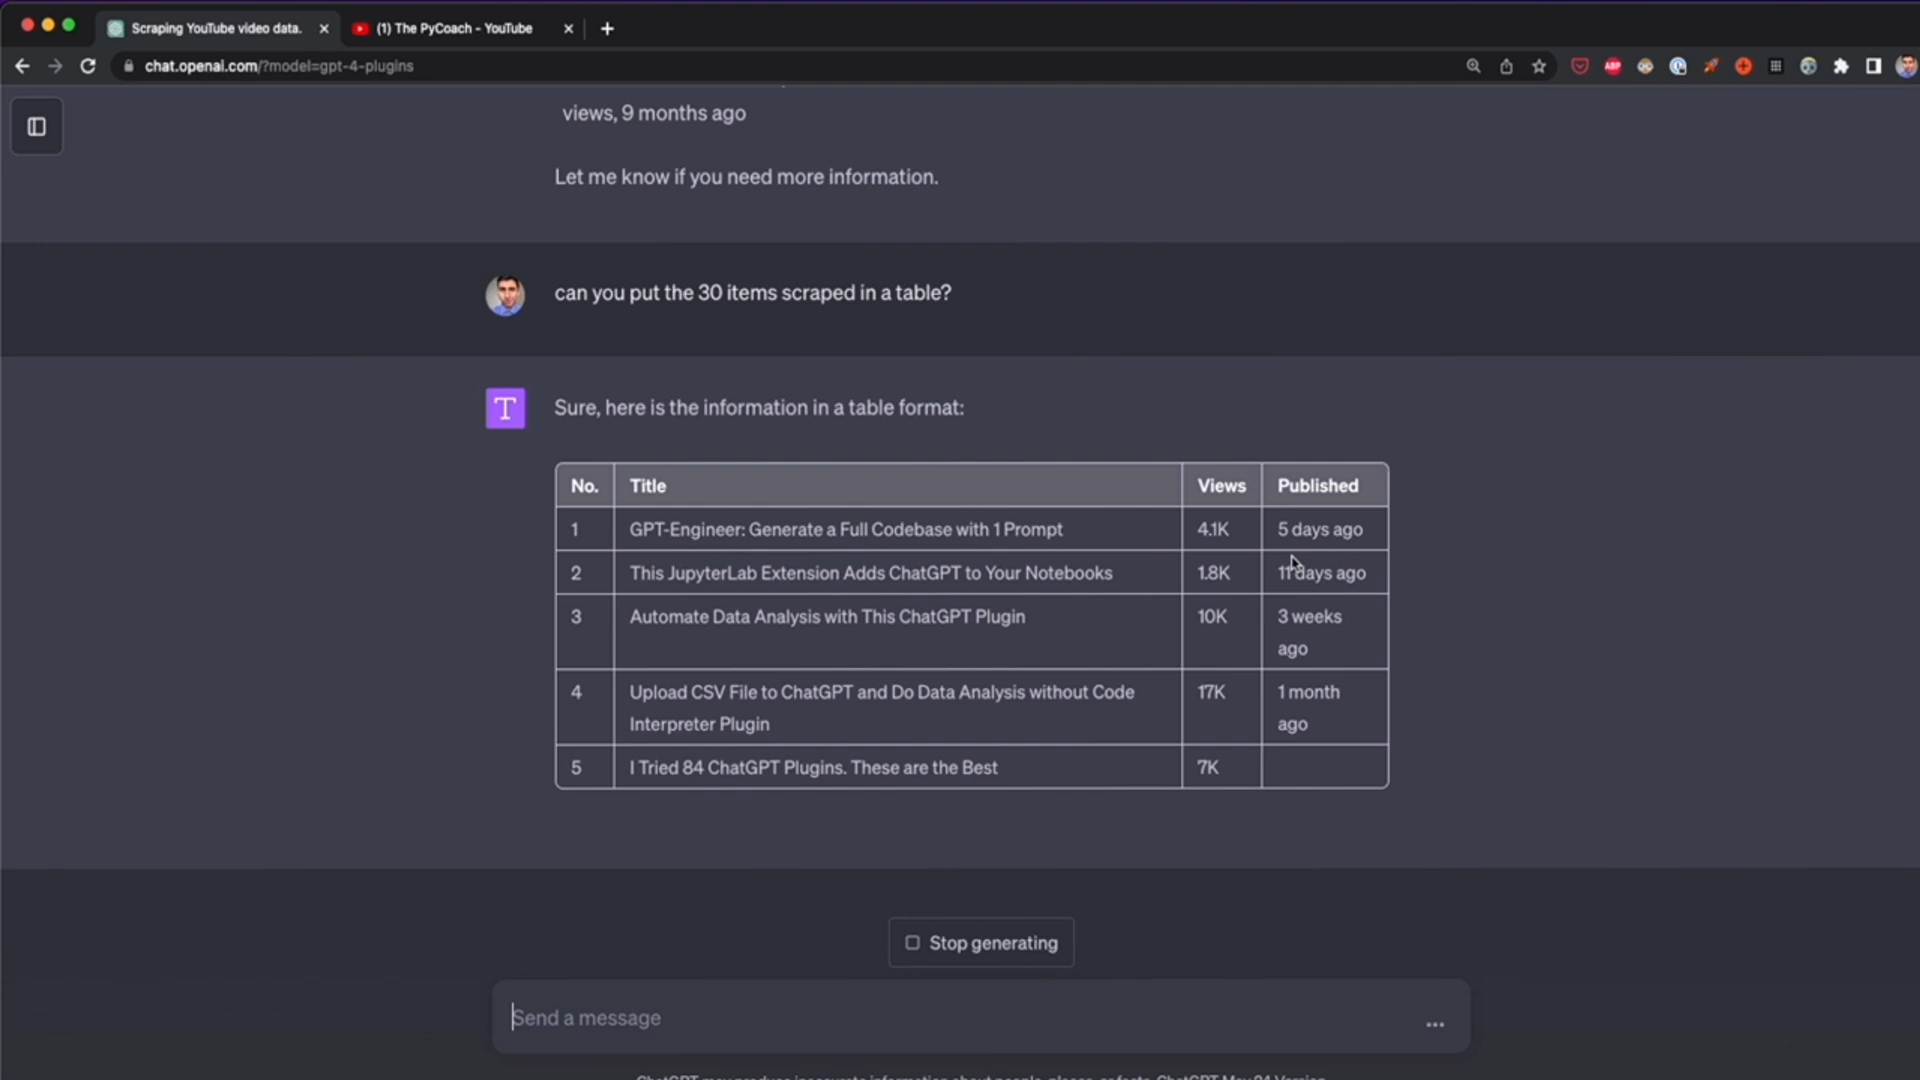 Scraping YouTube video data.
(1) The PyCoach - YouTube
chat.openai.com/?model=gpt-4-plugins
ABP
views, 9 months ago
Let me know if you need more information.
can you put the 30 items scraped in a table?
T
Sure, here is the information in a table format:
No. Title Views Published
1 GPT-Engineer: Generate a Full Codebase with 1 Prompt 4.1K 5 days ago
2 This JupyterLab Extension Adds ChatGPT to Your Notebooks 1.8K 11 days ago
3 Automate Data Analysis with This ChatGPT Plugin 10K 3 weeks
ago
4 Upload CSV File to ChatGPT and Do Data Analysis without Code 17K 1 month
Interpreter Plugin ago
5 I Tried 84 ChatGPT Plugins. These are the Best 7K
Stop generating
Send a message